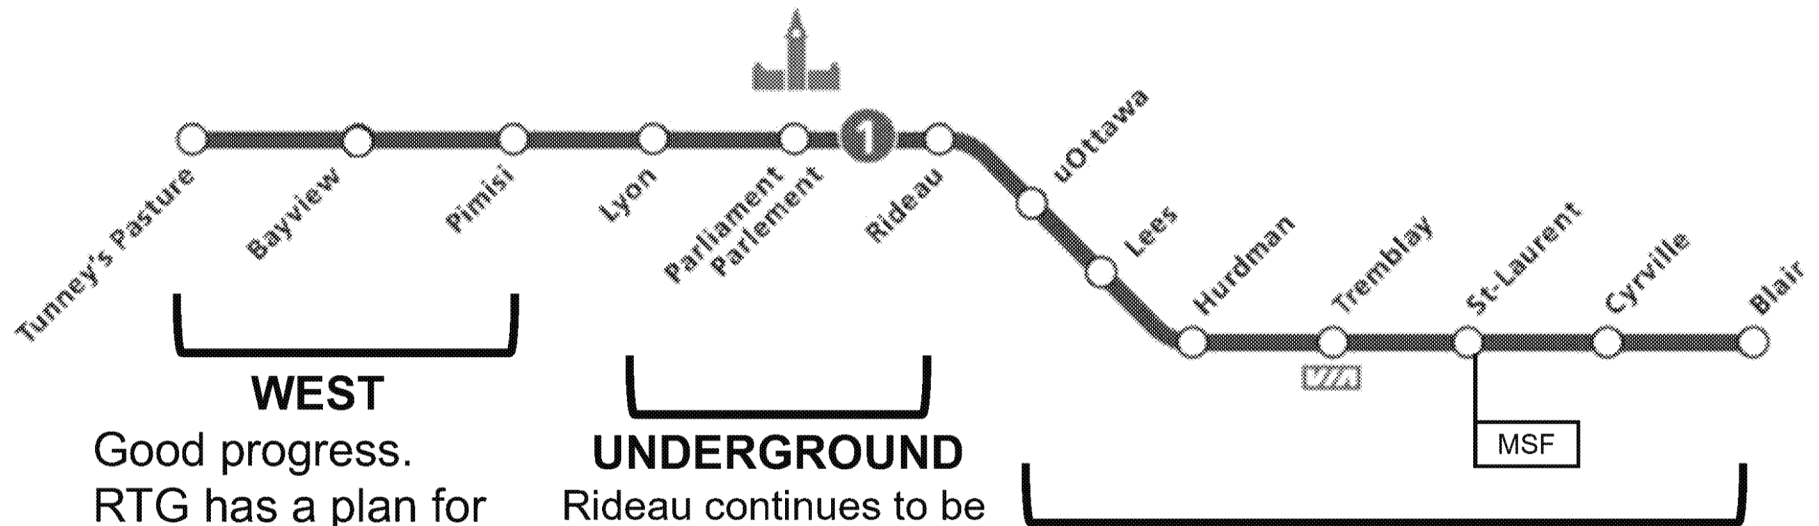 1
Tunney's Pasture
Bayview
Pimisi
Lyon
Parliament
Parlement
Rideau
uOttawa
Lees
Hurdman
Tremblay
St-Laurent
Cyrville
Blair
VIA
MSF
WEST
Good progress.
RTG has a plan for
UNDERGROUND
Rideau continues to be